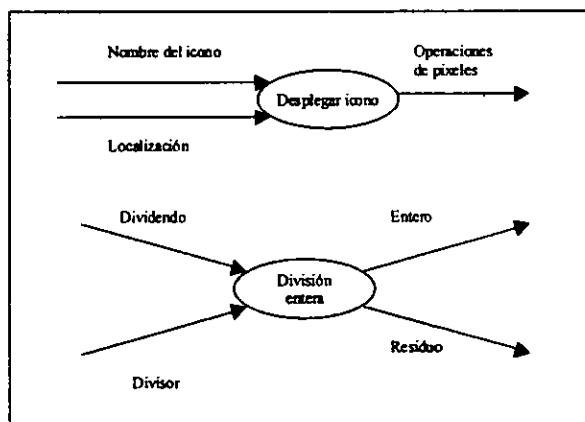 Nombre del icono
Operaciones
de pixeles
Desplegar icono
Localización
Dividendo
Entero
División
entera
Divisor
Residuo